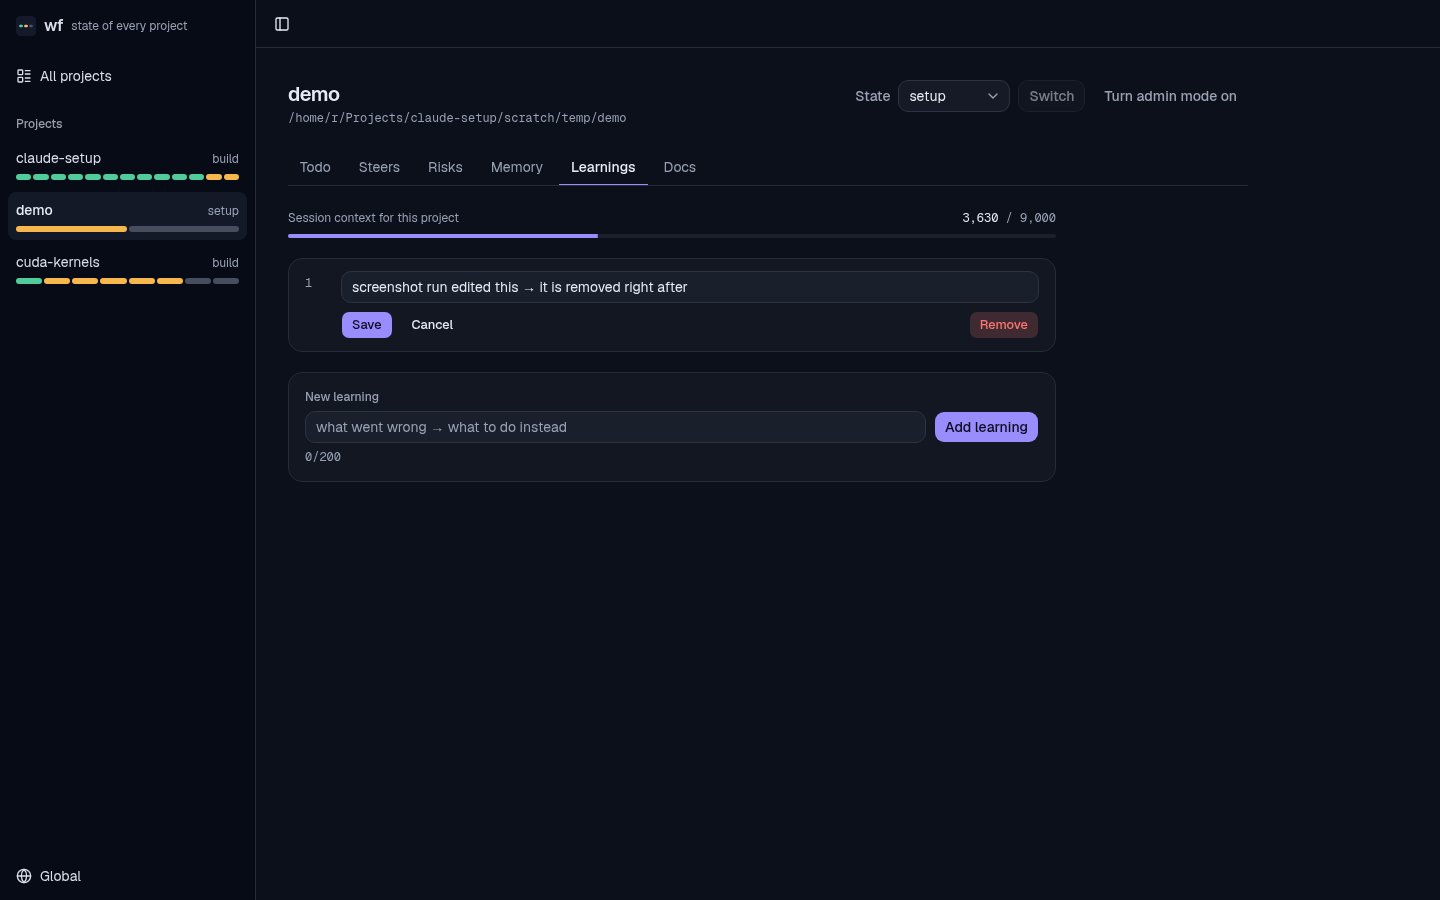 wf state of every project
All projects
Projects
claude-setup build
demo setup
cuda-kernels build
Global
demo
/home/r/Projects/claude-setup/scratch/temp/demo
State setup Switch Turn admin mode on
Todo Steers Risks Memory Learnings Docs
Session context for this project 3,630 / 9,000
1 screenshot run edited this → it is removed right after
Save Cancel Remove
New learning
what went wrong → what to do instead Add learning
0/200